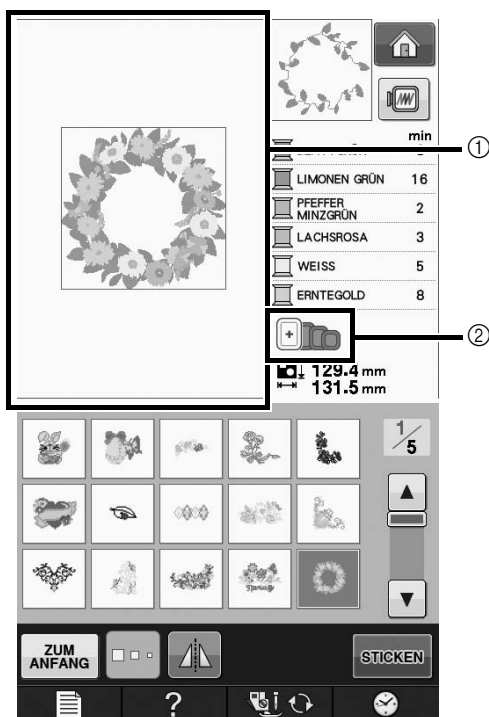 min
①
LIMONEN GRÜN 16
PFEFFER
MINZGRÜN 2
LACHSROSA 3
WEISS 5
ERNTEGOLD 8
②
129.4 mm
131.5 mm
1/5
ZUM
ANFANG
STICKEN
?